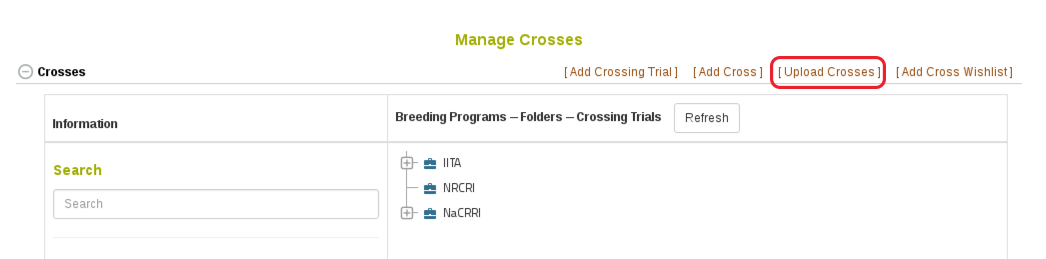 Manage Crosses
Crosses
[Add Crossing Trial] [Add Cross] [Upload Crosses] [Add Cross Wishlist]
Information
Breeding Programs – Folders – Crossing Trials Refresh
Search
Search
IITA
NRCRI
NaCRRI